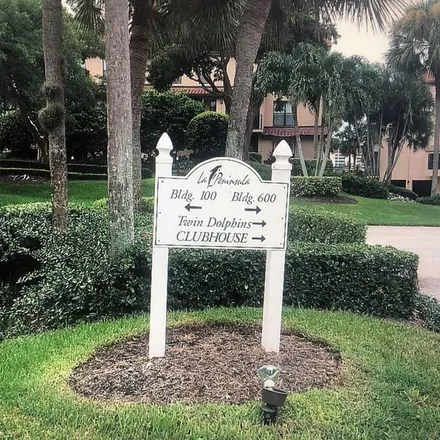 La Peninsula
Bldg. 100 Bldg. 600
Twin Dolphins
CLUBHOUSE